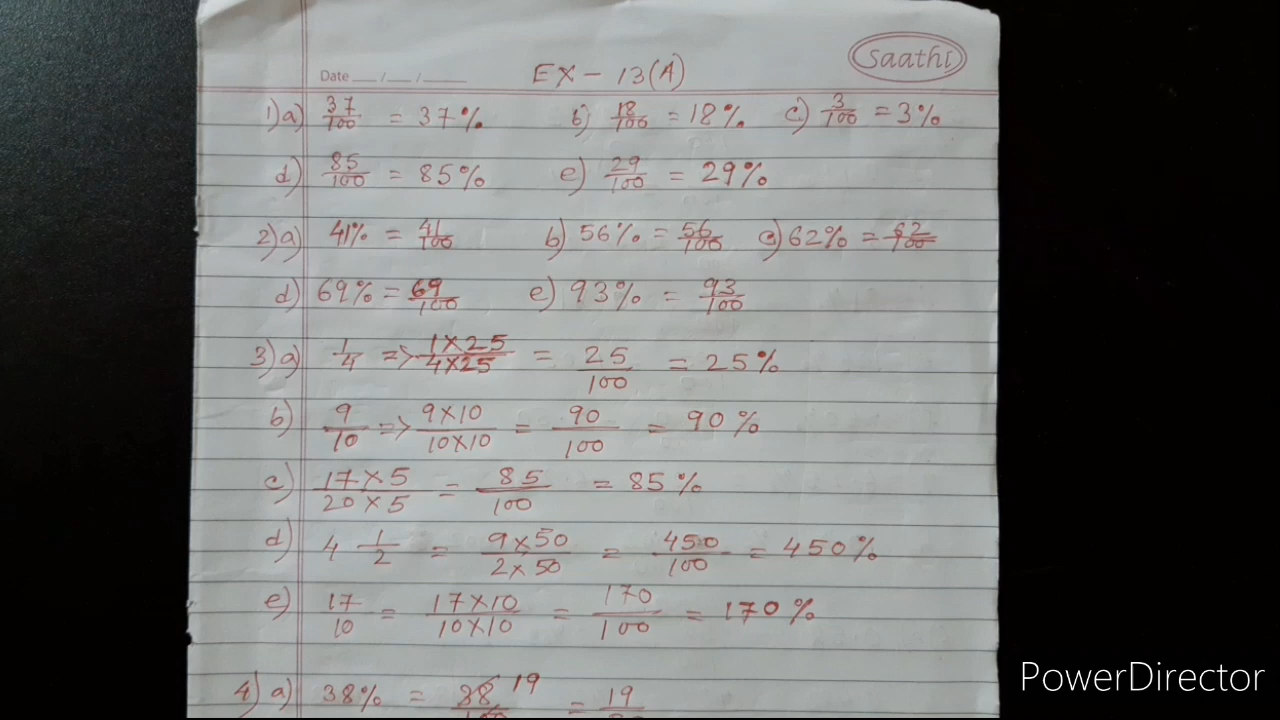 saathi
Date __/__/____ EX - 13(A)
1)a) 37/100 = 37% b) 18/100 = 18% c) 3/100 = 3%
d) 85/100 = 85% e) 29/100 = 29%
2)a) 41% = 41/100 b) 56% = 56/100 c) 62% = 62/100
d) 69% = 69/100 e) 93% = 93/100
3)a) 1/4 => 1×25/4×25 = 25/100 = 25%
b) 9/10 => 9×10/10×10 = 90/100 = 90%
c) 17×5/20×5 = 85/100 = 85%
d) 4 1/2 = 9×50/2×50 = 450/100 = 450%
e) 17/10 = 17×10/10×10 = 170/100 = 170%
4)a) 38% = 38 19 = 19
PowerDirector